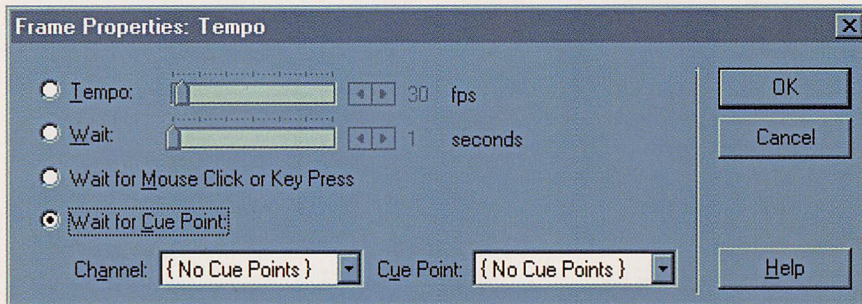 Frame Properties: Tempo
Tempo: 30 fps
OK
Wait: 1 seconds
Cancel
Wait for Mouse Click or Key Press
Wait for Cue Point:
Channel: { No Cue Points } Cue Point: { No Cue Points }
Help